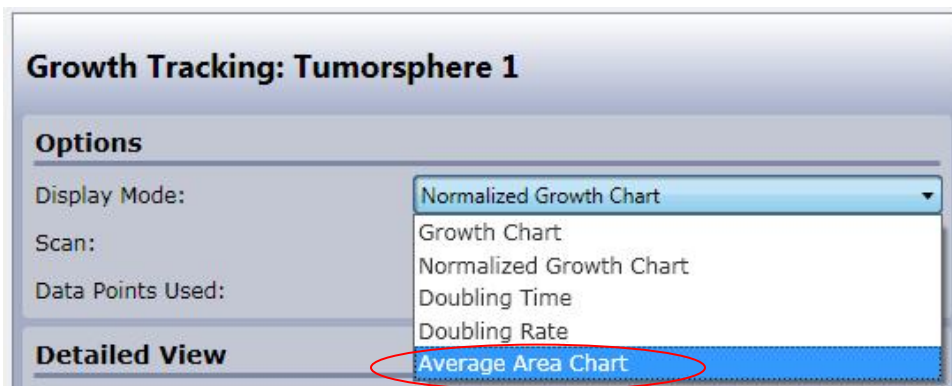 Growth Tracking: Tumorsphere 1
Options
Display Mode:
Normalized Growth Chart
Scan:
Growth Chart
Normalized Growth Chart
Data Points Used:
Doubling Time
Doubling Rate
Detailed View
Average Area Chart